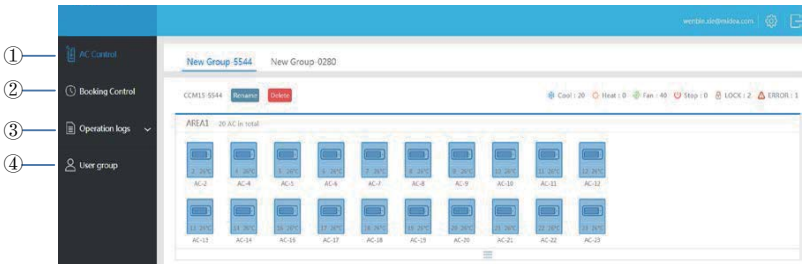 wenble.xie@midea.com
① AC Control
② Booking Control
③ Operation logs
④ User group
New Group-5544 New Group-0280
CCM15-5544 Rename Delete Cool : 20 Heat : 0 Fan : 40 Stop : 0 LOCK : 2 ERROR : 1
AREA1 20 AC in total
AC-2 AC-4 AC-5 AC-6 AC-7 AC-8 AC-9 AC-10 AC-11 AC-12
AC-13 AC-14 AC-15 AC-17 AC-18 AC-19 AC-20 AC-21 AC-22 AC-23